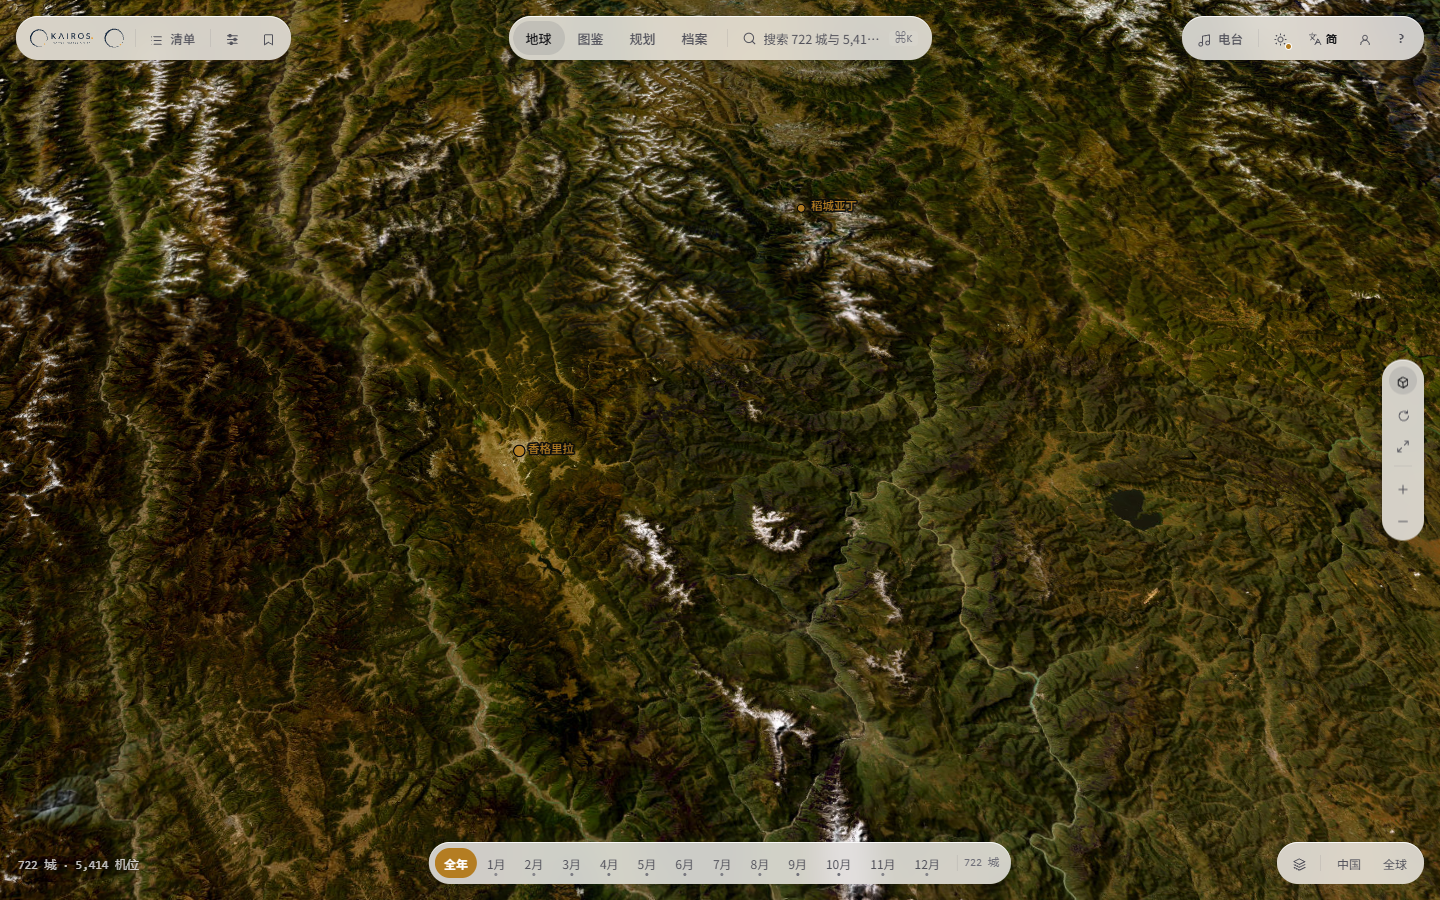 KAIROS
清单
地球
图鉴
规划
档案
搜索 722 城与 5,41…
⌘K
电台
简
?
稻城亚丁
香格里拉
722 城 · 5,414 机位
全年
1月
2月
3月
4月
5月
6月
7月
8月
9月
10月
11月
12月
722 城
中国
全球